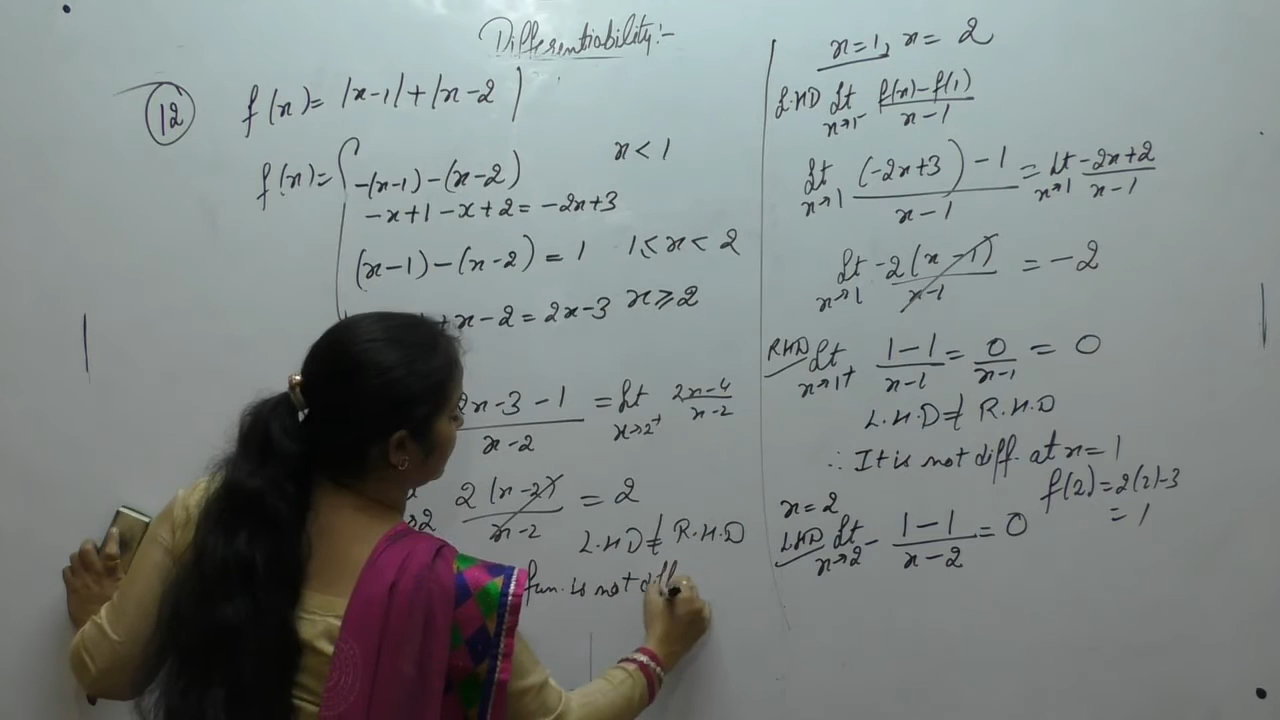 Differentiability:-
12
f(x) = |x-1| + |x-2|
f(x) = { -(x-1) - (x-2) x < 1
-x+1-x+2 = -2x+3
(x-1) - (x-2) = 1 1 ≤ x < 2
+x-2 = 2x-3 x ≥ 2
2x-3-1/x-2 = Lt x→2+ 2x-4/x-2
2(x-2)/x-2 = 2
L.H.D ≠ R.H.D
fun. is not diff
x=1, x= 2
L.HD Lt x→1- f(x)-f(1)/x-1
Lt x→1 (-2x+3)-1/x-1 = Lt x→1 -2x+2/x-1
Lt x→1 -2(x-1)/x-1 = -2
RHD Lt x→1+ 1-1/x-1 = 0/x-1 = 0
L.H.D ≠ R.H.D
∴ It is not diff. at x=1
x=2
f(2) = 2(2)-3
= 1
LHD Lt x→2- 1-1/x-2 = 0